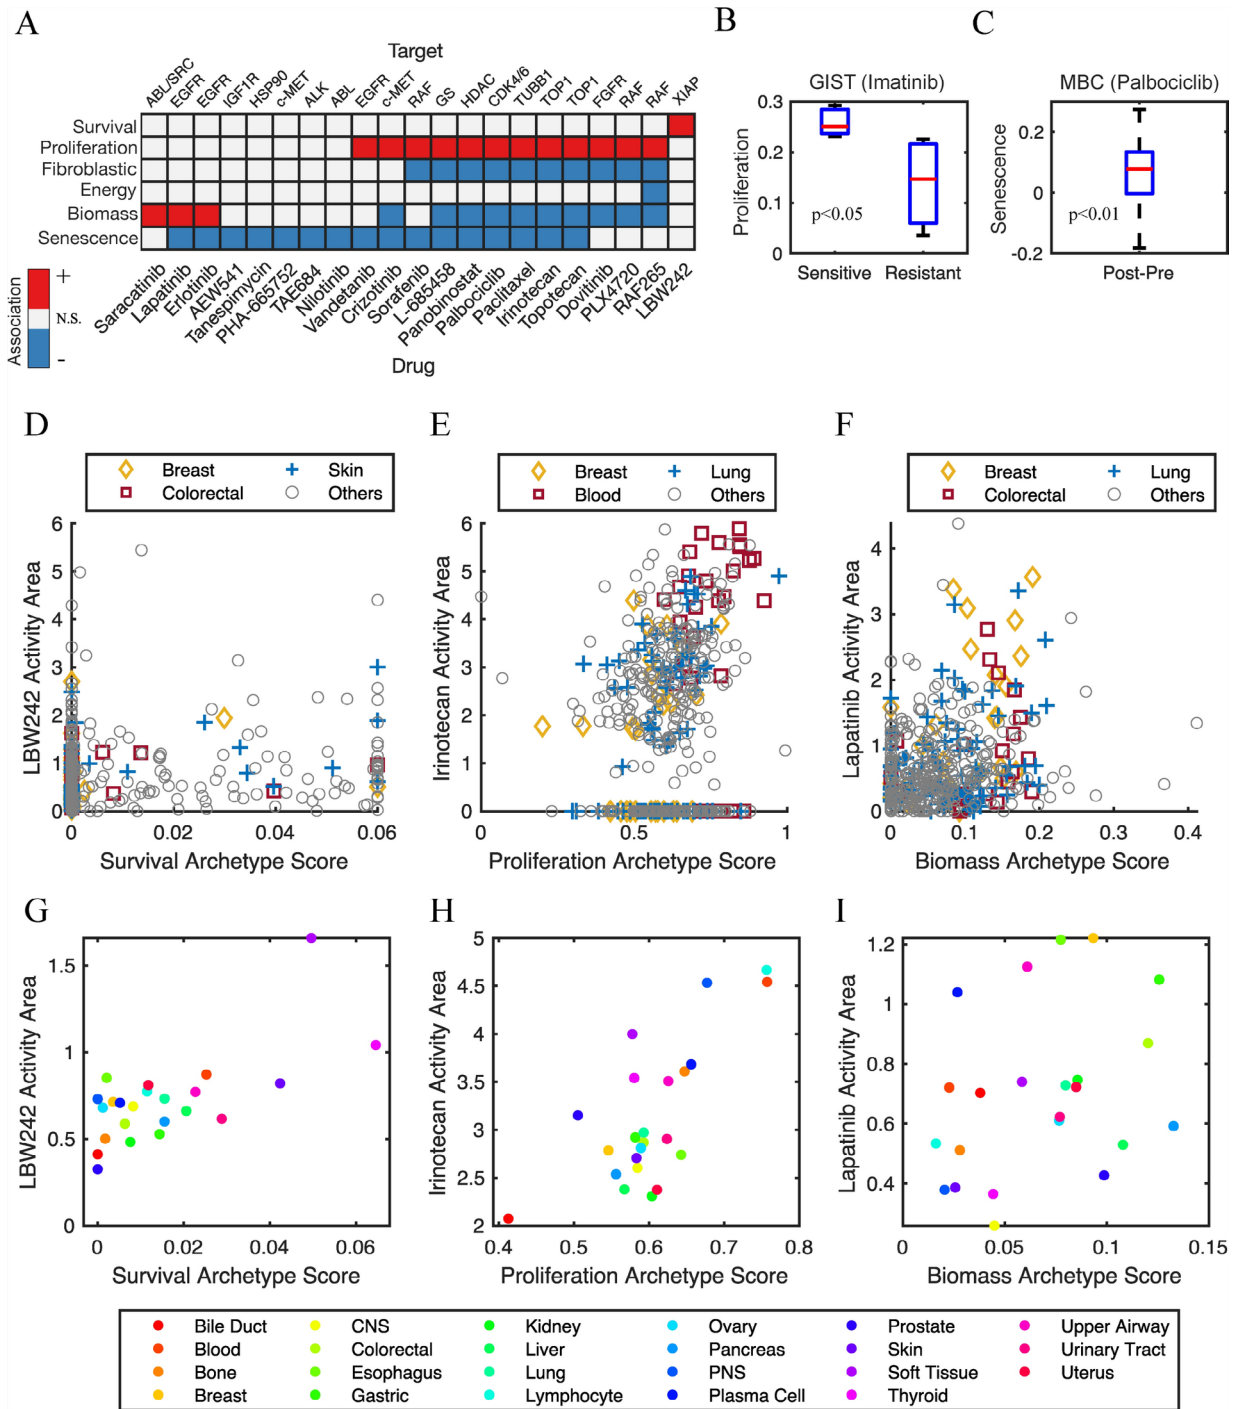 A
Target
ABL/SRC
EGFR
EGFR
IGF1R
HSP90
c-MET
ALK
ABL
EGFR
c-MET
RAF
GS
HDAC
CDK4/6
TUBB1
TOP1
TOP1
FGFR
RAF
RAF
XIAP
Survival
Proliferation
Fibroblastic
Energy
Biomass
Senescence
Saracatinib
Lapatinib
Erlotinib
AEW541
Tanespimycin
PHA-665752
TAE684
Nilotinib
Vandetanib
Crizotinib
Sorafenib
L-685458
Panobinostat
Palbociclib
Paclitaxel
Irinotecan
Topotecan
Dovitinib
PLX4720
RAF265
LBW242
Drug
Association
+
N.S.
-
B
GIST (Imatinib)
Proliferation
0.3
0.2
0.1
0
p<0.05
Sensitive Resistant
C
MBC (Palbociclib)
Senescence
0.2
0
-0.2
p<0.01
Post-Pre
D
Breast Skin
Colorectal Others
LBW242 Activity Area
6
5
4
3
2
1
0
0 0.02 0.04 0.06
Survival Archetype Score
E
Breast Lung
Blood Others
Irinotecan Activity Area
6
5
4
3
2
1
0
0 0.5 1
Proliferation Archetype Score
F
Breast Lung
Colorectal Others
Lapatinib Activity Area
4
3
2
1
0
0 0.1 0.2 0.3 0.4
Biomass Archetype Score
G
LBW242 Activity Area
1.5
1
0.5
0
0 0.02 0.04 0.06
Survival Archetype Score
H
Irinotecan Activity Area
5
4.5
4
3.5
3
2.5
2
0.4 0.5 0.6 0.7 0.8
Proliferation Archetype Score
I
Lapatinib Activity Area
1.2
1
0.8
0.6
0.4
0 0.05 0.1 0.15
Biomass Archetype Score
Bile Duct CNS Kidney Ovary Prostate Upper Airway
Blood Colorectal Liver Pancreas Skin Urinary Tract
Bone Esophagus Lung PNS Soft Tissue Uterus
Breast Gastric Lymphocyte Plasma Cell Thyroid